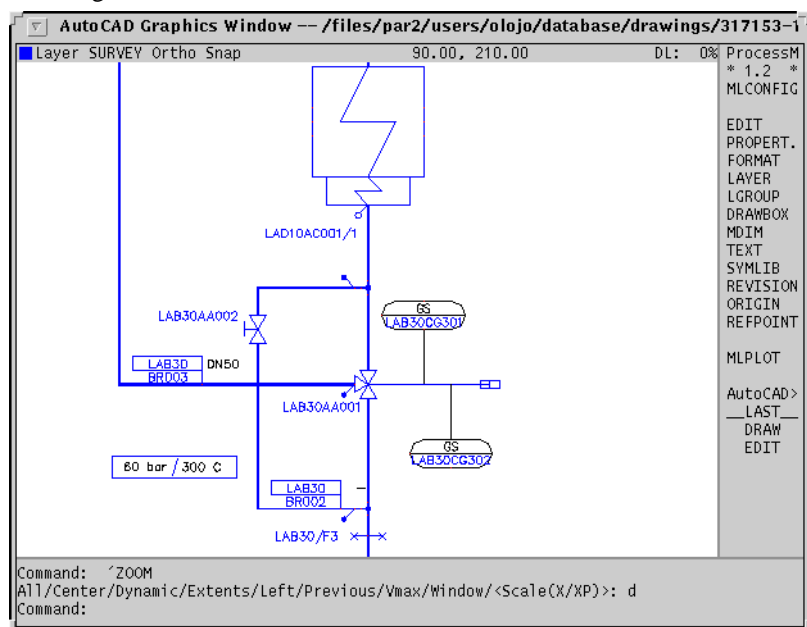 AutoCAD Graphics Window -- /files/par2/users/olojo/database/drawings/317153-1
Layer SURVEY Ortho Snap 90.00, 210.00 DL: 0% ProcessM
* 1.2 *
MLCONFIG
EDIT
PROPERT.
FORMAT
LAYER
LGROUP
DRAWBOX
MDIM
TEXT
SYMLIB
REVISION
ORIGIN
REFPOINT
MLPLOT
AutoCAD>
__LAST__
DRAW
EDIT
LAD10AC001/1
LAB30AA002
GS
LAB30CG301
LAB30 DN50
BR003
LAB30AA001
GS
LAB30CG302
60 bar / 300 C
LAB30
BR002
LAB30/F3
Command: ´ZOOM
All/Center/Dynamic/Extents/Left/Previous/Vmax/Window/<Scale(X/XP)>: d
Command: